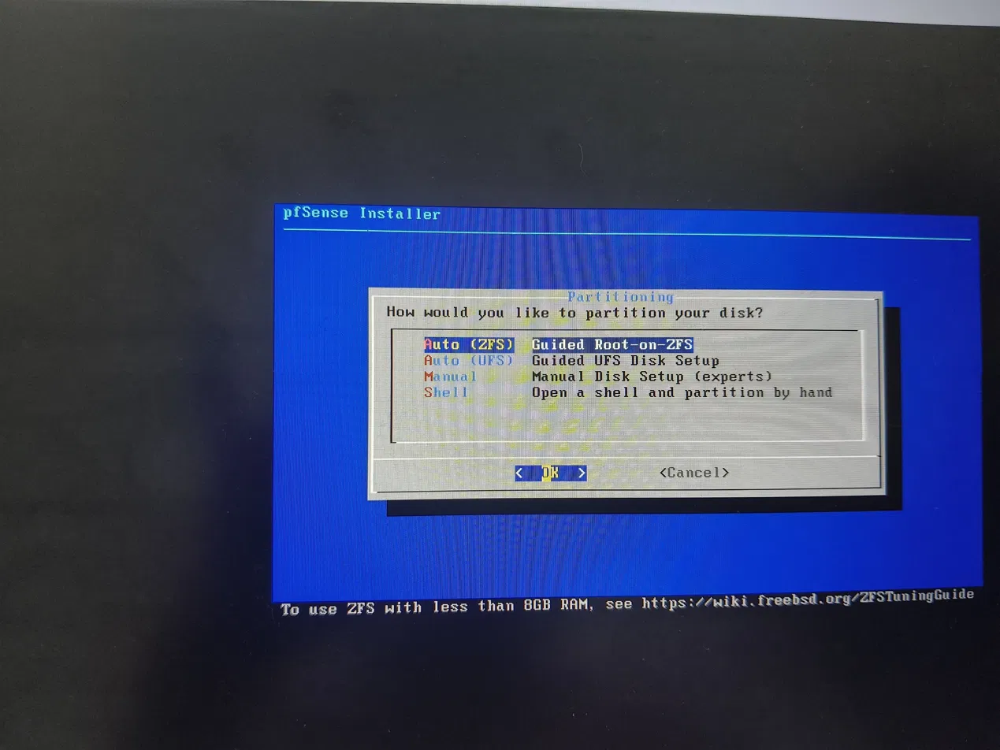 pfSense Installer
Partitioning
How would you like to partition your disk?
Auto (ZFS) Guided Root-on-ZFS
Auto (UFS) Guided UFS Disk Setup
Manual Manual Disk Setup (experts)
Shell Open a shell and partition by hand
< OK > <Cancel>
To use ZFS with less than 8GB RAM, see https://wiki.freebsd.org/ZFSTuningGuide